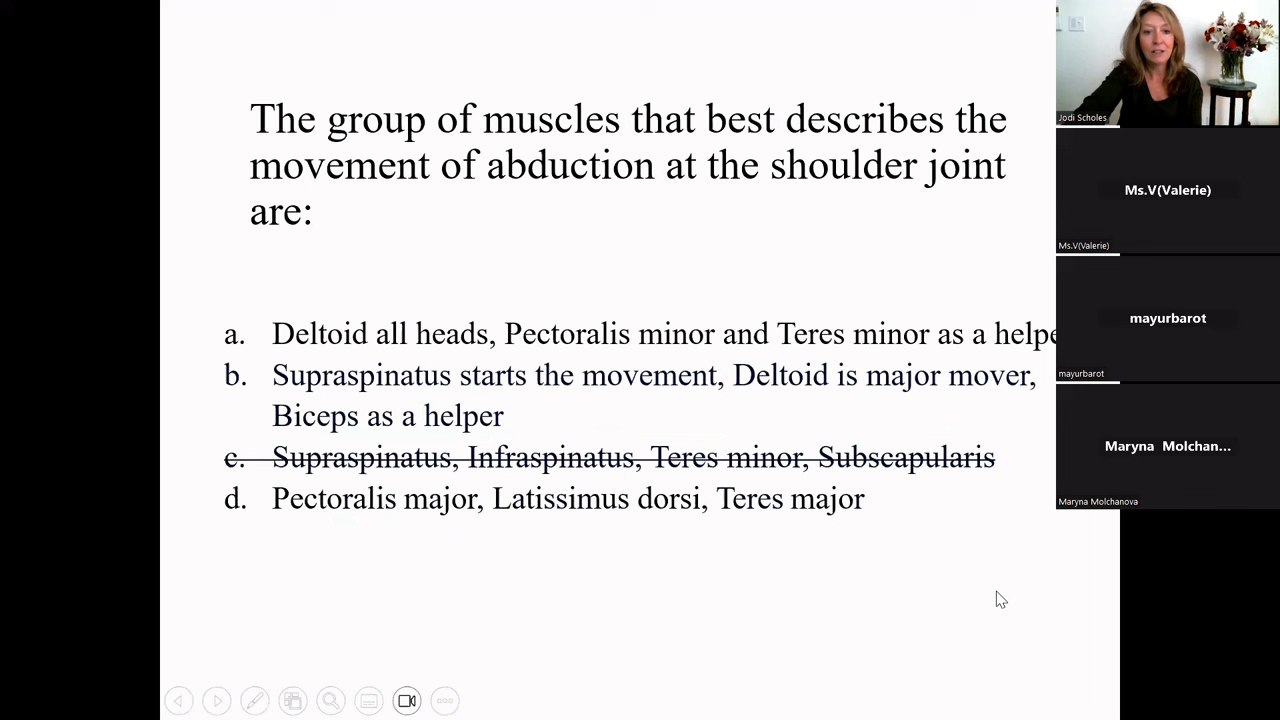 The group of muscles that best describes the
movement of abduction at the shoulder joint
are:
a. Deltoid all heads, Pectoralis minor and Teres minor as a helpe
b. Supraspinatus starts the movement, Deltoid is major mover,
Biceps as a helper
c. Supraspinatus, Infraspinatus, Teres minor, Subscapularis
d. Pectoralis major, Latissimus dorsi, Teres major
Jodi Scholes
Ms.V(Valerie)
Ms.V(Valerie)
mayurbarot
mayurbarot
Maryna Molchan...
Maryna Molchanova